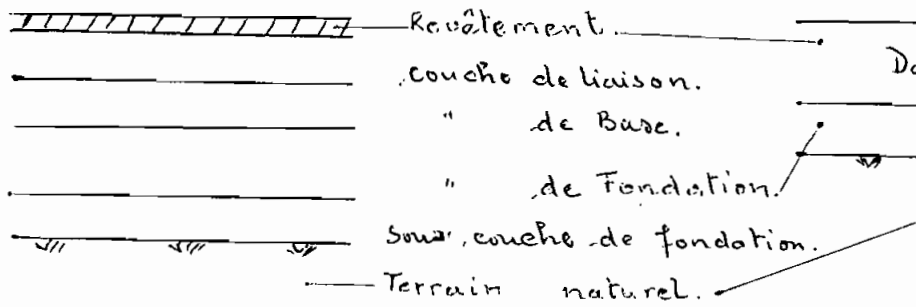 Revêtement.
couche de liaison.
" de Base.
" de Fondation.
Sous couche de fondation.
Terrain naturel.